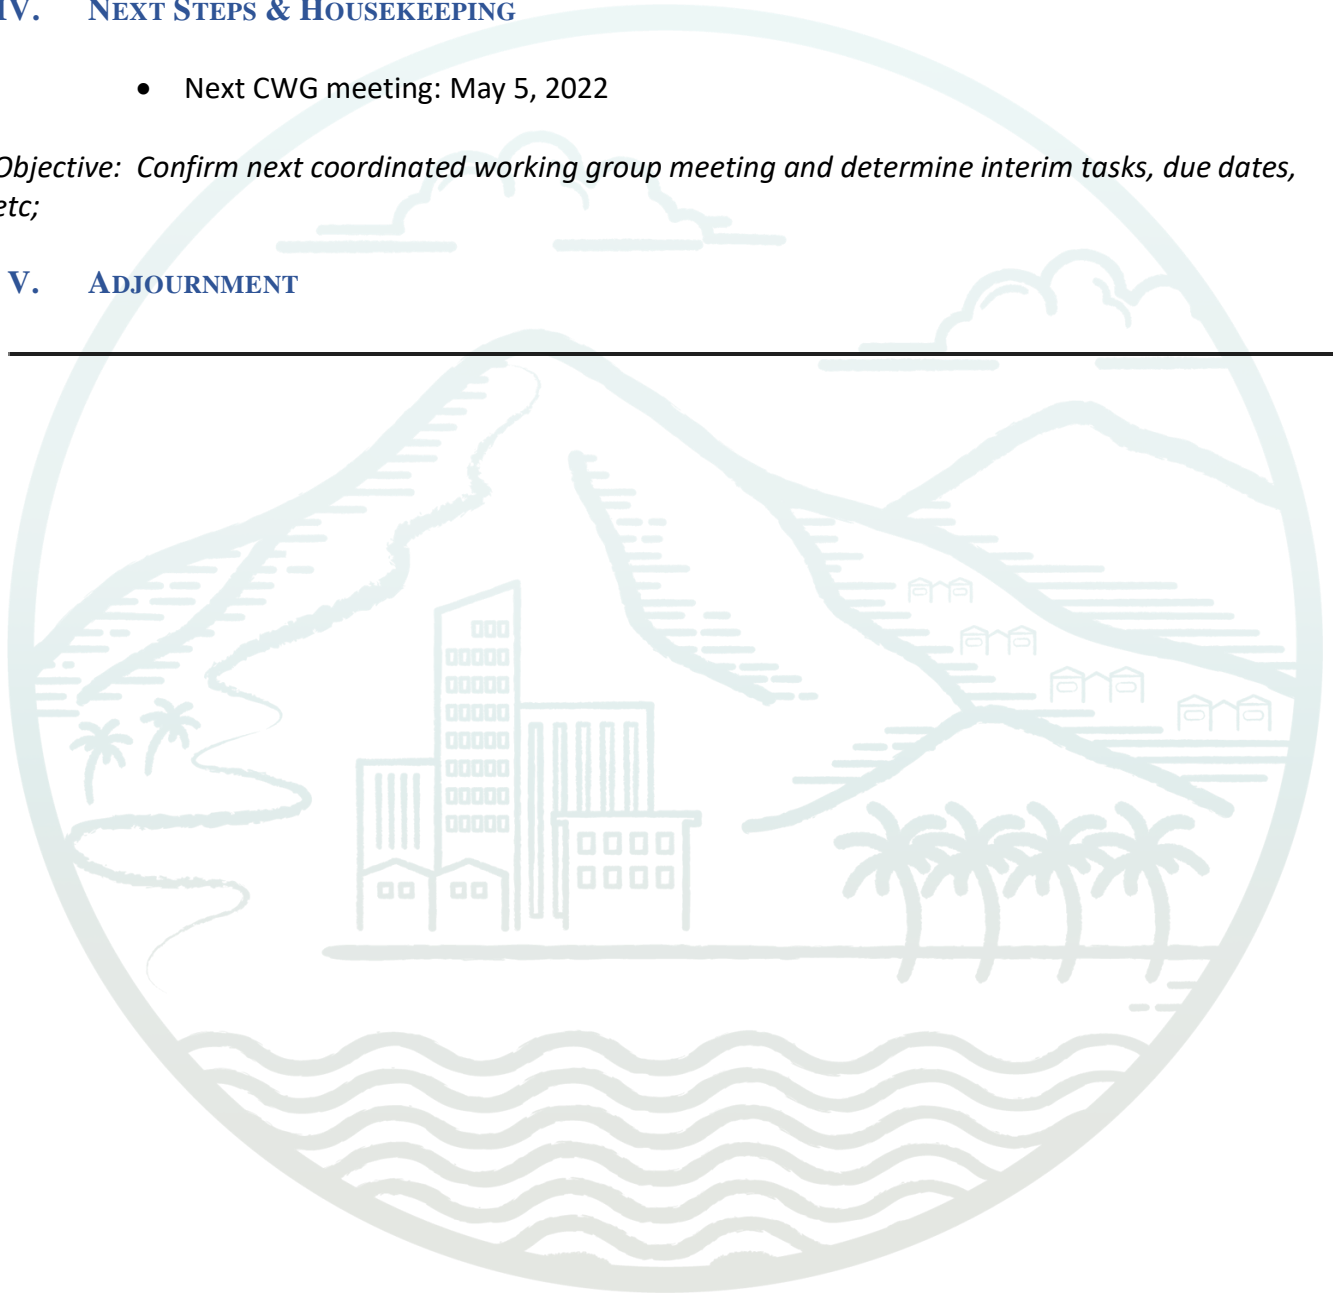 IV. NEXT STEPS & HOUSEKEEPING
• Next CWG meeting: May 5, 2022
Objective: Confirm next coordinated working group meeting and determine interim tasks, due dates,
etc;
V. ADJOURNMENT